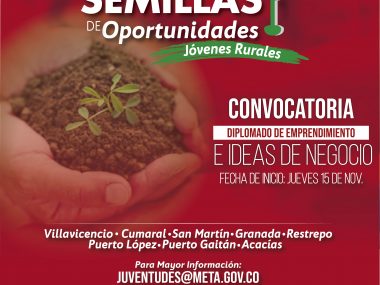 SEMILLAS
DE Oportunidades
Jóvenes Rurales
CONVOCATORIA
DIPLOMADO DE EMPRENDIMIENTO
E IDEAS DE NEGOCIO
FECHA DE INICIO: JUEVES 15 DE NOV.
Villavicencio • Cumaral • San Martín • Granada • Restrepo
Puerto López • Puerto Gaitán • Acacías
Para Mayor Información:
JUVENTUDES@META.GOV.CO